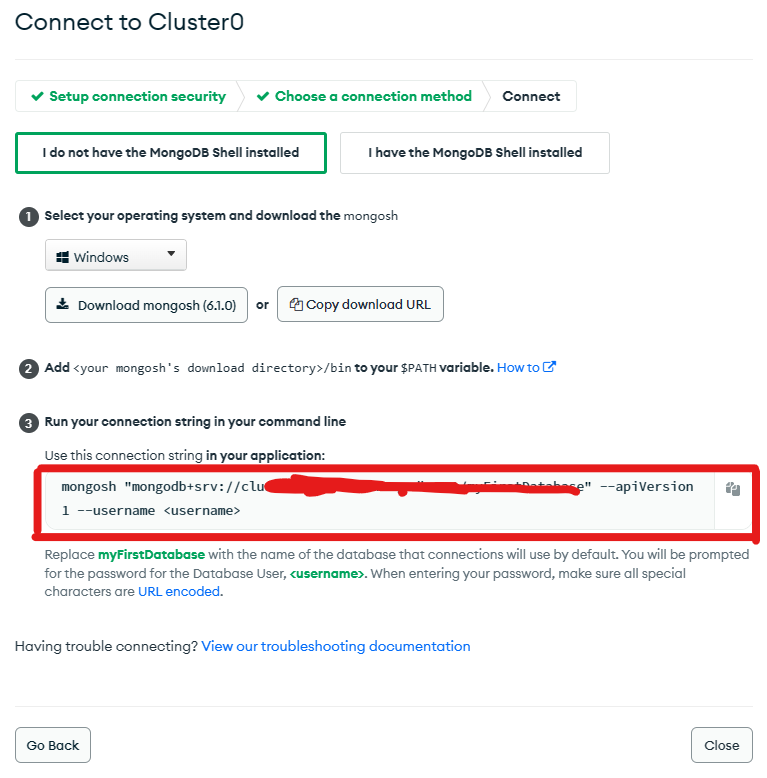 Connect to Cluster0
✔ Setup connection security
✔ Choose a connection method
Connect
I do not have the MongoDB Shell installed
I have the MongoDB Shell installed
1 Select your operating system and download the mongosh
Windows
Download mongosh (6.1.0) or Copy download URL
2 Add <your mongosh's download directory>/bin to your $PATH variable. How to
3 Run your connection string in your command line
Use this connection string in your application:
mongosh "mongodb+srv://clu /myFirstDatabase" --apiVersion
1 --username <username>
Replace myFirstDatabase with the name of the database that connections will use by default. You will be prompted
for the password for the Database User, <username>. When entering your password, make sure all special
characters are URL encoded.
Having trouble connecting? View our troubleshooting documentation
Go Back
Close